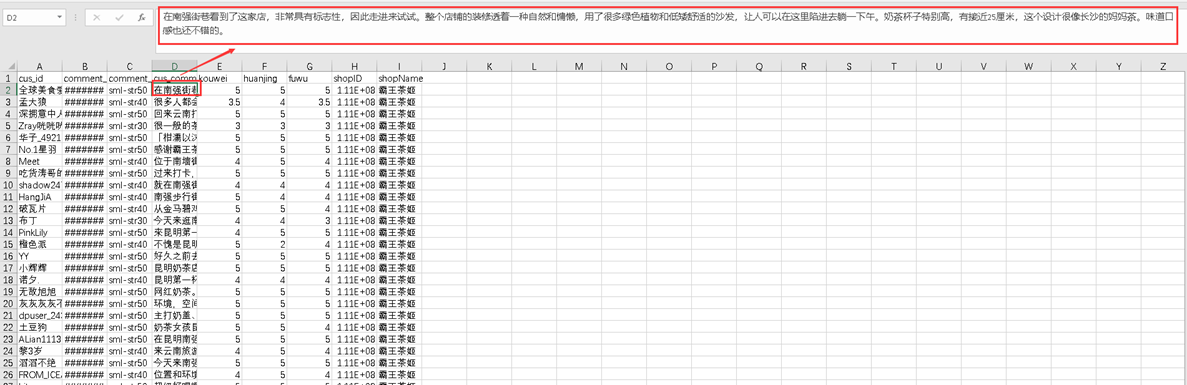 D2
在南强街巷看到了这家店，非常具有标志性，因此走进来试试。整个店铺的装修透着一种自然和慵懒，用了很多绿色植物和低矮舒适的沙发，让人可以在这里陷进去躺一下午。奶茶杯子特别高，有接近25厘米，这个设计很像长沙的妈妈茶。味道口
感也还不错的。
A B C D E F G H I J K L M N O P Q R S T U V W X Y Z
1 cus_id comment_ comment_ cus_comm kouwei huanjing fuwu shopID shopName
2 全球美食 ####### sml-str50 在南强街巷 5 5 5 1.11E+08 霸王茶姬
3 孟大狼 ####### sml-str40 很多人都 3.5 4 3.5 1.11E+08 霸王茶姬
4 深拥意中人 ####### sml-str50 回来云南打 5 5 5 1.11E+08 霸王茶姬
5 Zray咣咣 ####### sml-str30 很一般的茶 3 3 3 1.11E+08 霸王茶姬
6 华子_4921 ####### sml-str50 「柑 以 5 5 5 1.11E+08 霸王茶姬
7 No.1星羽 ####### sml-str50 感谢霸王茶 5 5 5 1.11E+08 霸王茶姬
8 Meet ####### sml-str40 位于南墙街 4 5 4 1.11E+08 霸王茶姬
9 吃货涛哥 ####### sml-str50 过来打卡， 5 5 5 1.11E+08 霸王茶姬
10 shadow24 ####### sml-str40 就在南强街 4 4 4 1.11E+08 霸王茶姬
11 HangJiA ####### sml-str40 南强步行街 4 4 4 1.11E+08 霸王茶姬
12 破瓦片 ####### sml-str40 从金马碧鸡 5 5 4 1.11E+08 霸王茶姬
13 布丁 ####### sml-str30 今天来逛南 4 4 3 1.11E+08 霸王茶姬
14 PinkLily ####### sml-str40 來昆明第一 4 5 4 1.11E+08 霸王茶姬
15 橙色派 ####### sml-str40 不愧是昆明 5 2 4 1.11E+08 霸王茶姬
16 YY ####### sml-str50 好久之前去 5 5 5 1.11E+08 霸王茶姬
17 小辉辉 ####### sml-str50 昆明奶茶店 5 5 5 1.11E+08 霸王茶姬
18 诺夕. ####### sml-str40 昆明第一杯 4 4 4 1.11E+08 霸王茶姬
19 无敌旭旭 ####### sml-str50 网红奶茶。 5 5 5 1.11E+08 霸王茶姬
20 灰灰灰灰 ####### sml-str50 环境，空间 5 5 5 1.11E+08 霸王茶姬
21 dpuser_24 ####### sml-str50 主打奶盖、 5 5 5 1.11E+08 霸王茶姬
22 土豆狗 ####### sml-str50 奶茶女孩 5 5 4 1.11E+08 霸王茶姬
23 ALian1113 ####### sml-str50 在昆明南强 5 5 5 1.11E+08 霸王茶姬
24 黎3岁 ####### sml-str40 来云南旅游 4 5 4 1.11E+08 霸王茶姬
25 滔滔不绝 ####### sml-str50 今天来南强 5 5 5 1.11E+08 霸王茶姬
26 FROM_ICE ####### sml-str40 位置和环境 4 5 4 1.11E+08 霸王茶姬